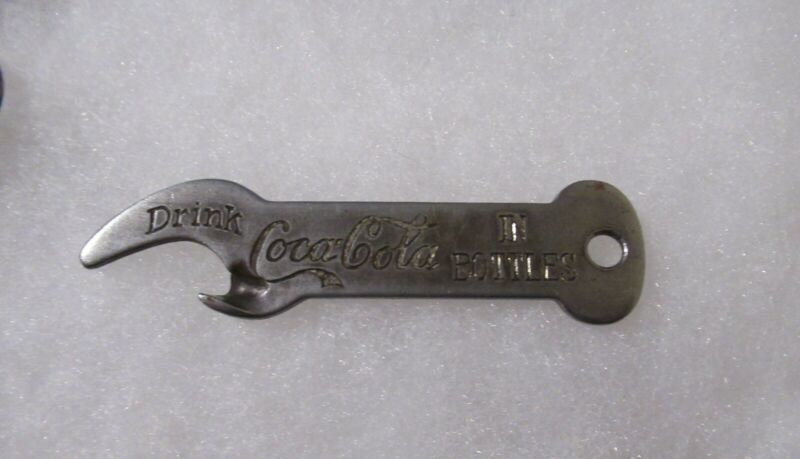 Drink
Coca-Cola
IN
BOTTLES